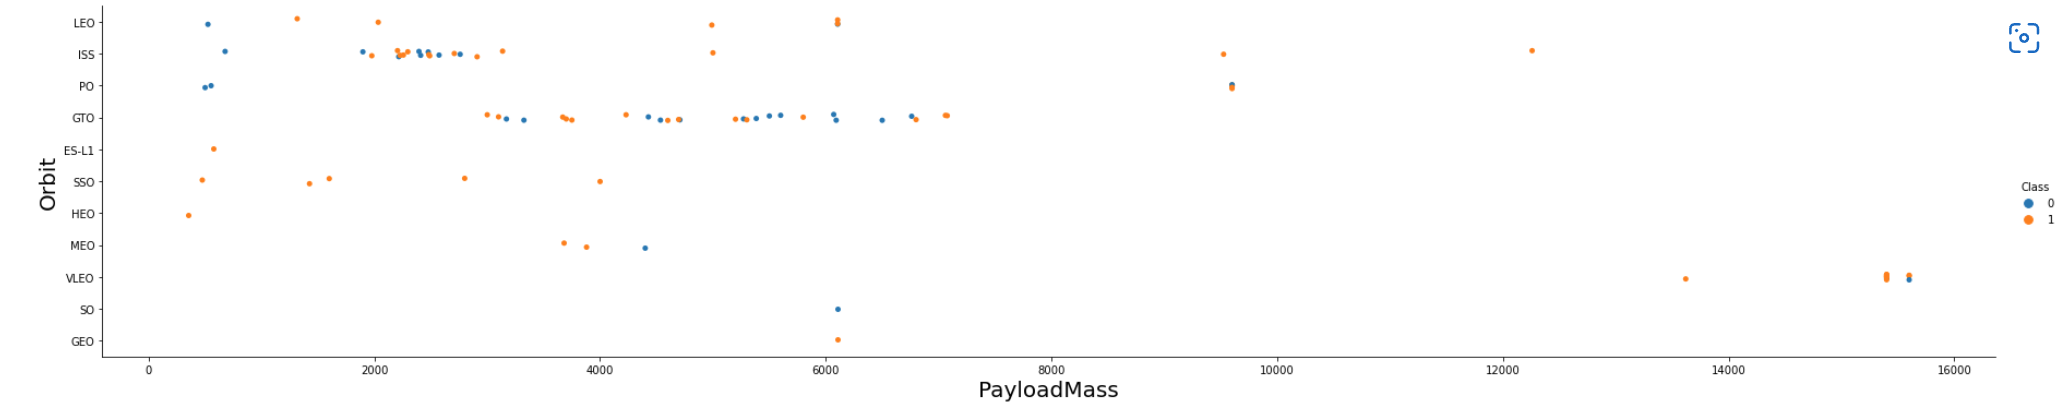 LEO
ISS
PO
GTO
ES-L1
SSO
HEO
MEO
VLEO
SO
GEO
Orbit
0 2000 4000 6000 8000 10000 12000 14000 16000
PayloadMass
Class
0
1